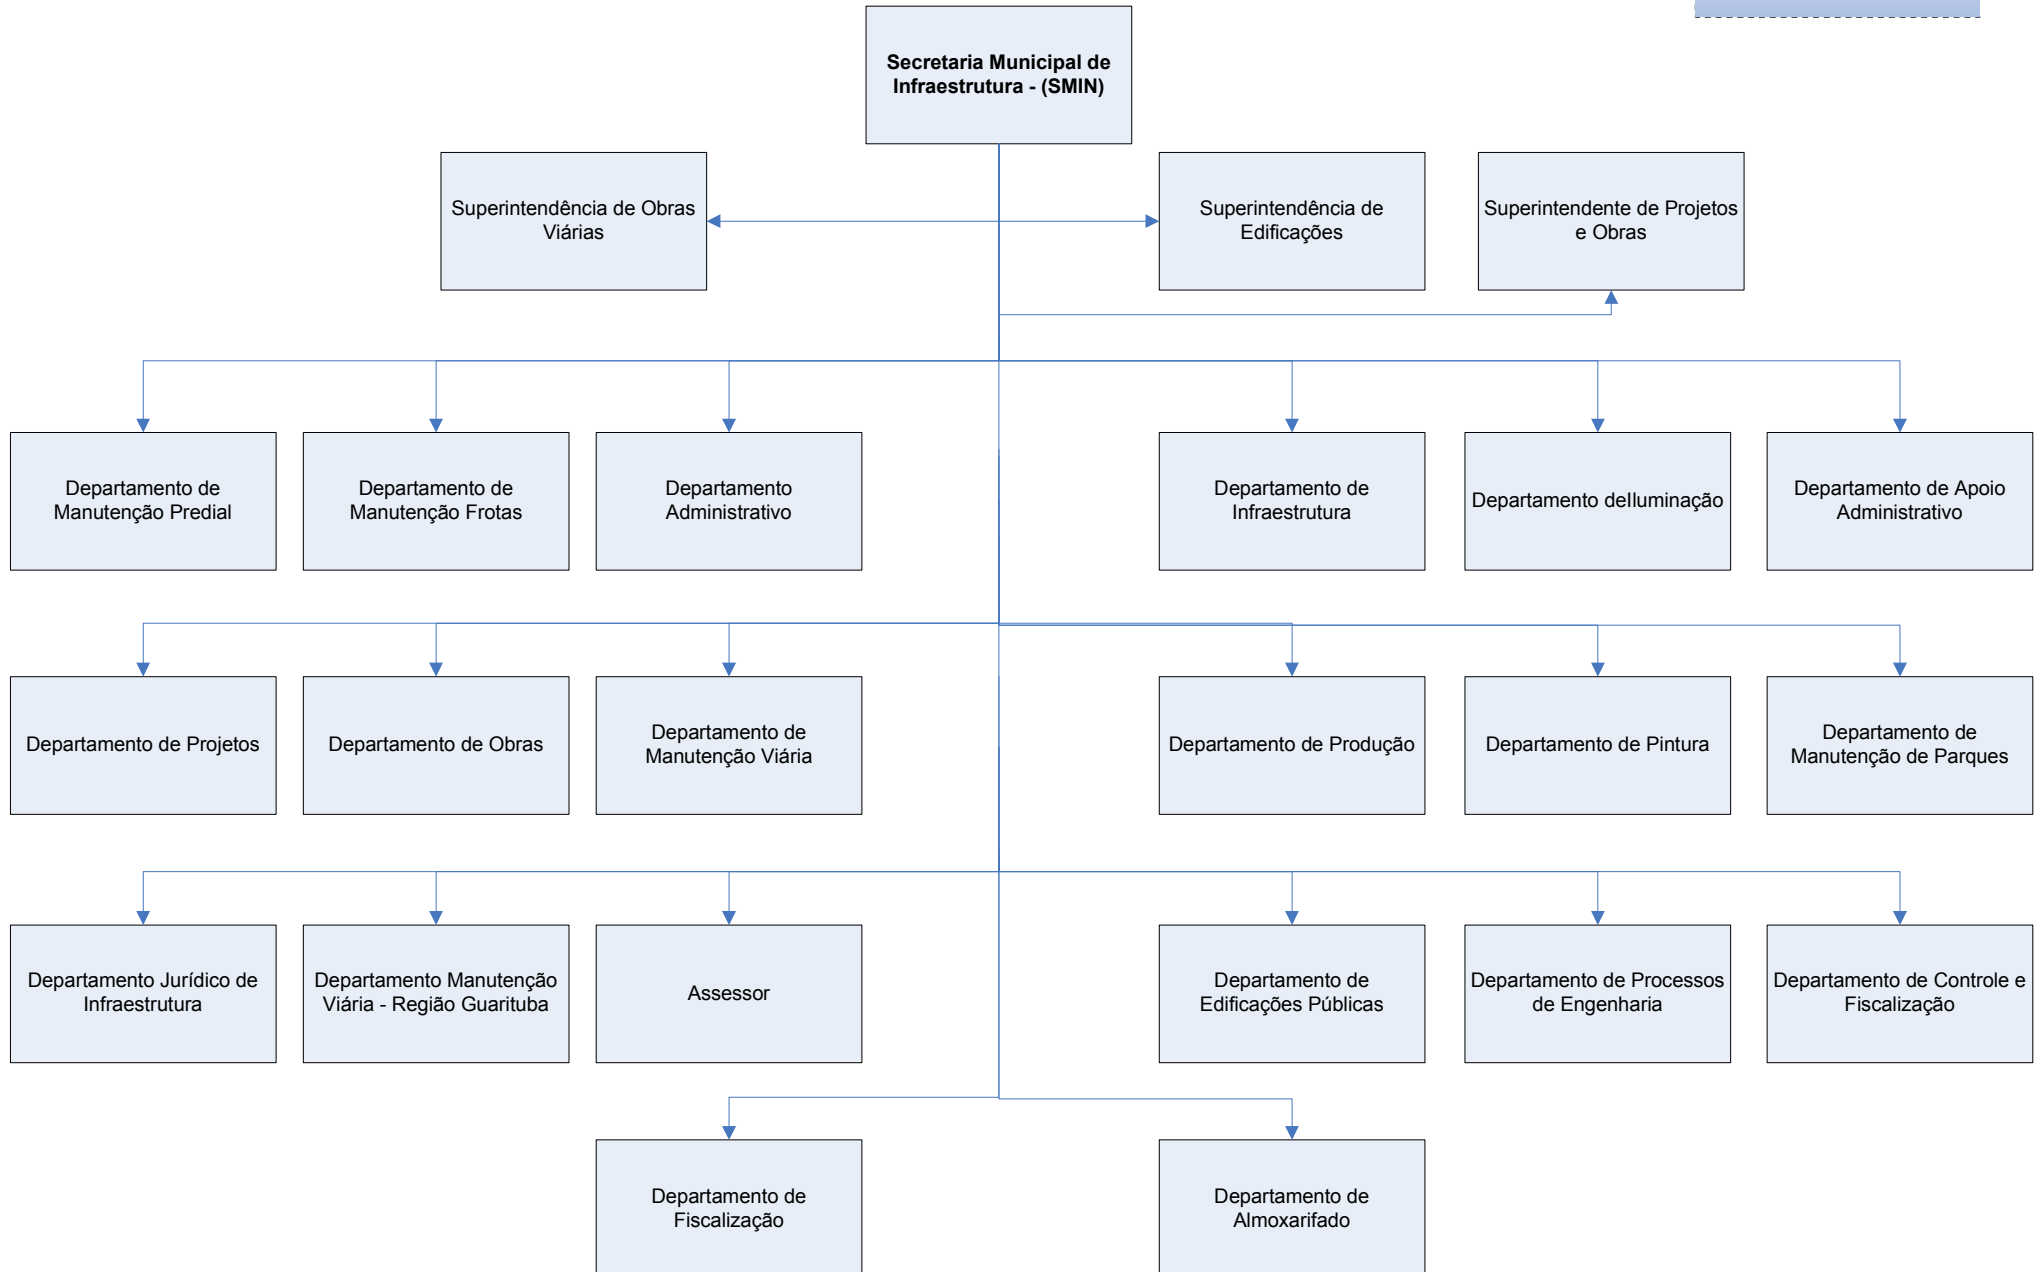 Secretaria Municipal de
Infraestrutura - (SMIN)
Superintendência de Obras
Viárias
Superintendência de
Edificações
Superintendente de Projetos
e Obras
Departamento de
Manutenção Predial
Departamento de
Manutenção Frotas
Departamento
Administrativo
Departamento de
Infraestrutura
Departamento deIluminação
Departamento de Apoio
Administrativo
Departamento de Projetos
Departamento de Obras
Departamento de
Manutenção Viária
Departamento de Produção
Departamento de Pintura
Departamento de
Manutenção de Parques
Departamento Jurídico de
Infraestrutura
Departamento Manutenção
Viária - Região Guarituba
Assessor
Departamento de
Edificações Públicas
Departamento de Processos
de Engenharia
Departamento de Controle e
Fiscalização
Departamento de
Fiscalização
Departamento de
Almoxarifado